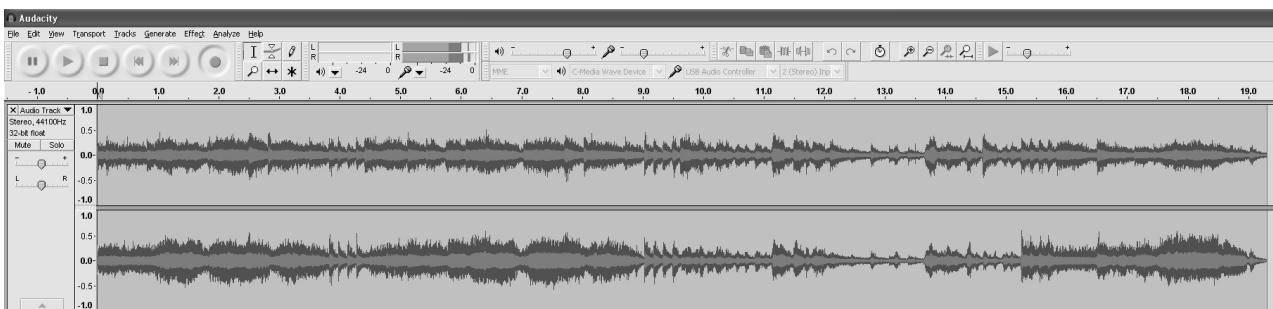 Audacity
File Edit View Transport Tracks Generate Effect Analyze Help
L R L R - + - + - +
-24 0 -24 0 MME C-Media Wave Device USB Audio Controller 2 (Stereo) Inp
- 1.0 0.0 1.0 2.0 3.0 4.0 5.0 6.0 7.0 8.0 9.0 10.0 11.0 12.0 13.0 14.0 15.0 16.0 17.0 18.0 19.0
X Audio Track 1.0
Stereo, 44100Hz
32-bit float 0.5
Mute Solo
- + 0.0
L R -0.5
-1.0
1.0
0.5
0.0
-0.5
-1.0